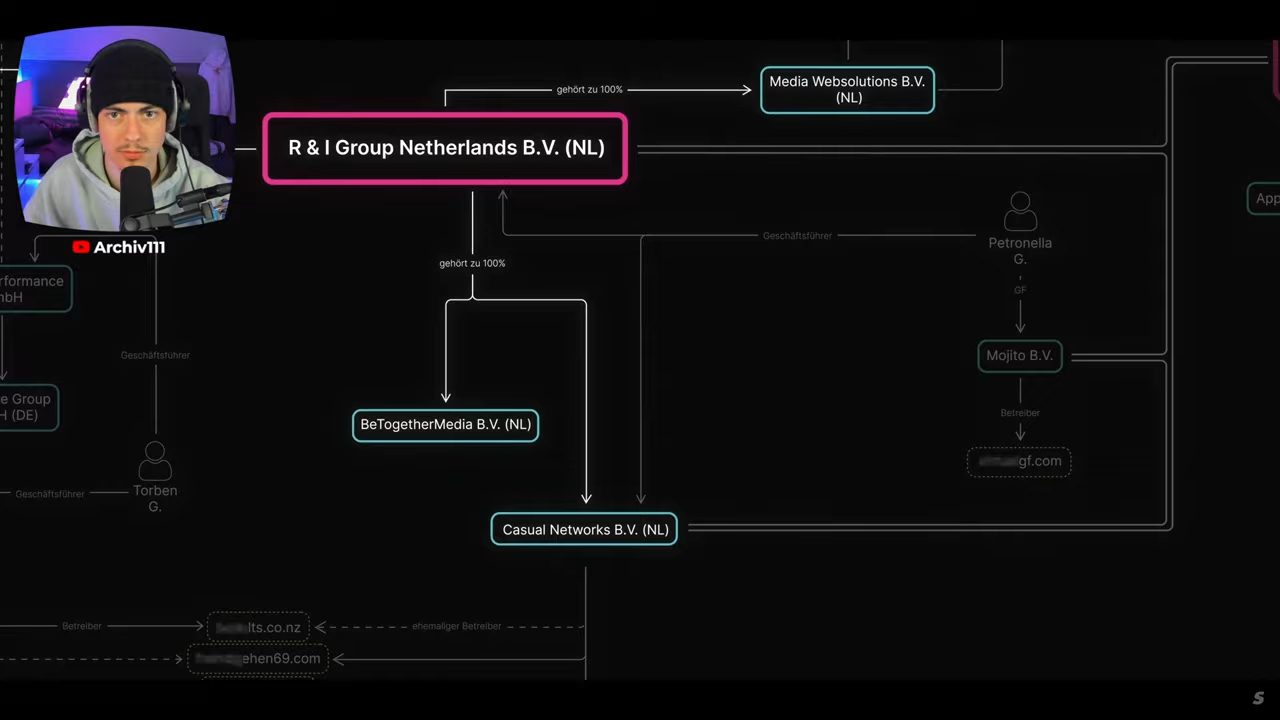 gehört zu 100%
Media Websolutions B.V.
(NL)
R & I Group Netherlands B.V. (NL)
App
Archiv111
Geschäftsführer
Petronella
G.
gehört zu 100%
rformance
mbH
GF
Geschäftsführer
Mojito B.V.
e Group
H (DE)
Betreiber
BeTogetherMedia B.V. (NL)
gf.com
Geschäftsführer
Torben
G.
Casual Networks B.V. (NL)
Betreiber
lts.co.nz
ehemaliger Betreiber
ehen69.com
S